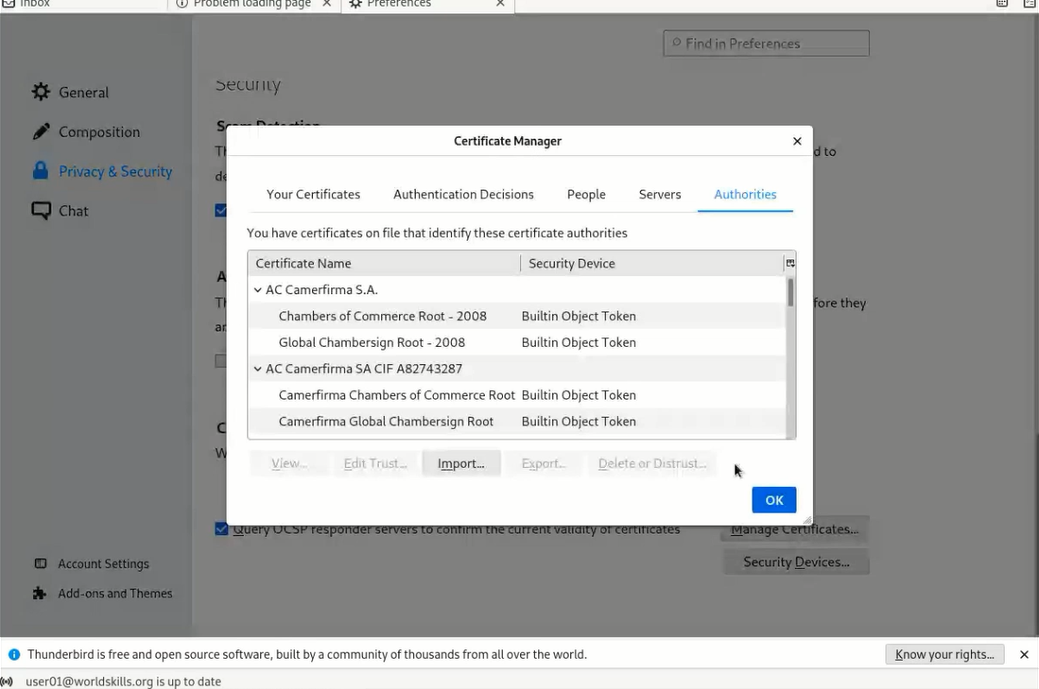 Inbox
Problem loading page
Preferences
Find in Preferences
Security
General
Composition
Privacy & Security
Chat
Scam Detection
Certificate Manager
Your Certificates Authentication Decisions People Servers Authorities
You have certificates on file that identify these certificate authorities
Certificate Name Security Device
AC Camerfirma S.A.
Chambers of Commerce Root - 2008 Builtin Object Token
Global Chambersign Root - 2008 Builtin Object Token
AC Camerfirma SA CIF A82743287
Camerfirma Chambers of Commerce Root Builtin Object Token
Camerfirma Global Chambersign Root Builtin Object Token
View... Edit Trust... Import... Export... Delete or Distrust...
OK
d to
fore they
Query OCSP responder servers to confirm the current validity of certificates
Manage Certificates...
Security Devices...
Account Settings
Add-ons and Themes
Thunderbird is free and open source software, built by a community of thousands from all over the world.
Know your rights...
user01@worldskills.org is up to date